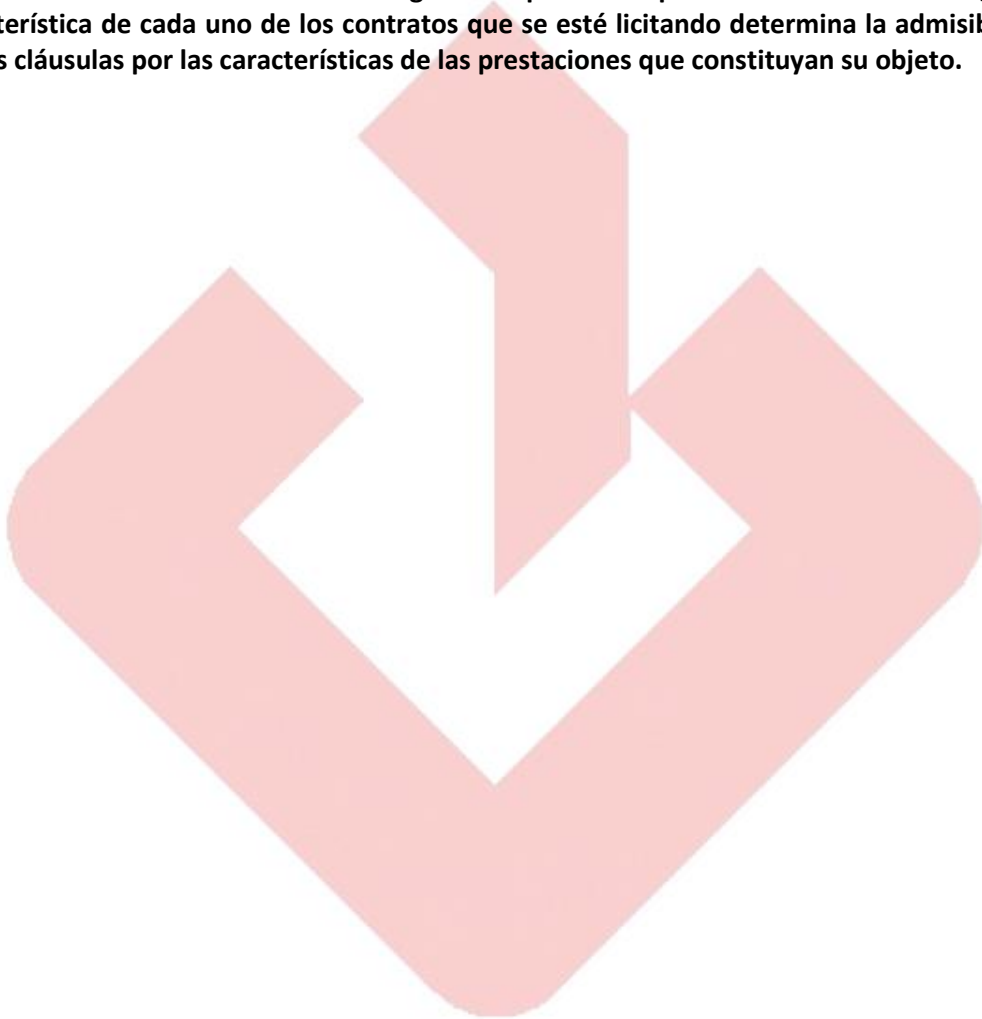 terística de cada uno de los contratos que se esté licitando determina la admisib
s cláusulas por las características de las prestaciones que constituyan su objeto.